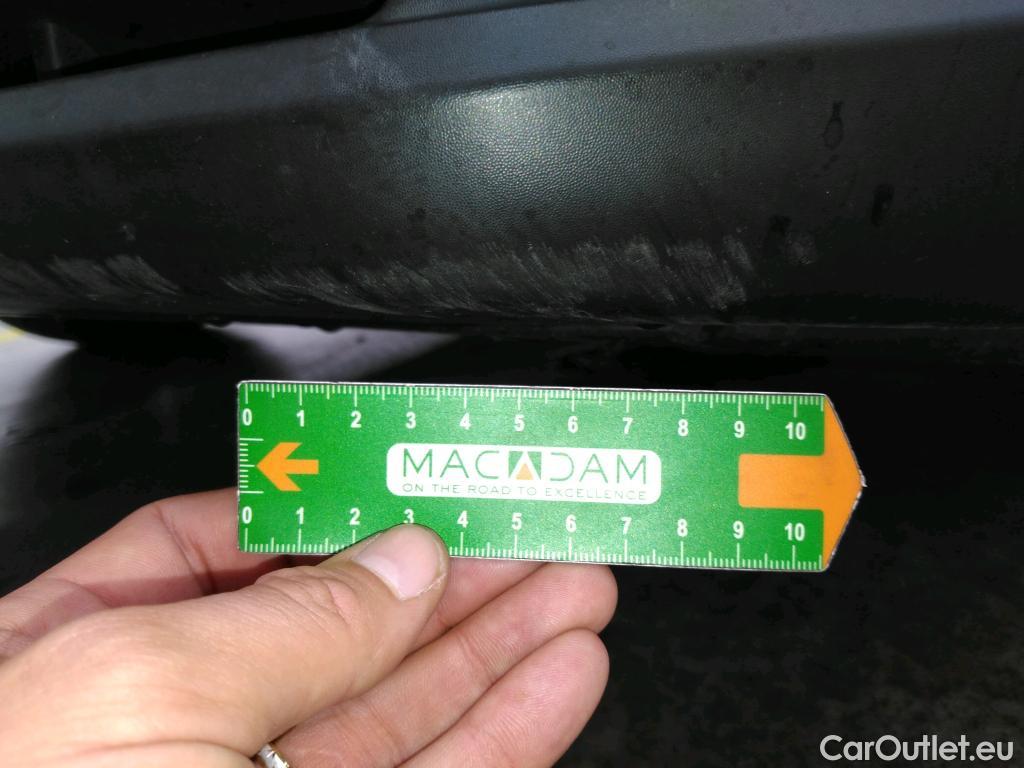 0 1 2 3 4 5 6 7 8 9 10
MACADAM
ON THE ROAD TO EXCELLENCE
0 1 2 3 4 5 6 7 8 9 10
CarOutlet.eu